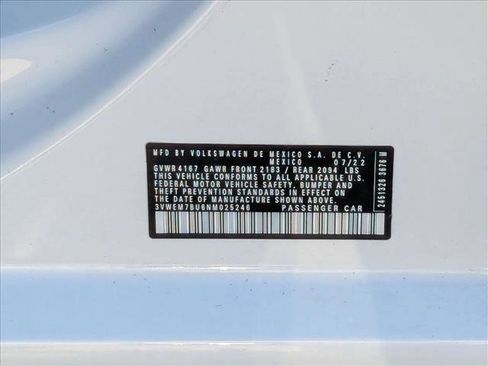 MFD BY VOLKSWAGEN DE MEXICO S.A. DE C.V.
MEXICO 07/22
GVWR 4167 GAWR FRONT 2183 / REAR 2094 LBS
THIS VEHICLE CONFORMS TO ALL APPLICABLE U.S.
FEDERAL MOTOR VEHICLE SAFETY, BUMPER AND
THEFT PREVENTION STANDARDS IN EFFECT ON THE
DATE OF MANUFACTURE SHOWN ABOVE.
3VWEM7BU6NM025246 PASSENGER CAR
2451326 3676 M